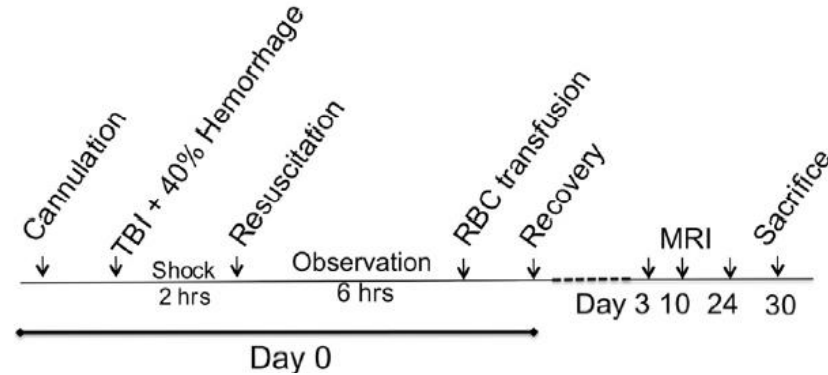 Cannulation
TBI + 40% Hemorrhage
Resuscitation
RBC transfusion
Recovery
MRI
Sacrifice
Shock
2 hrs
Observation
6 hrs
Day 3 10 24 30
Day 0